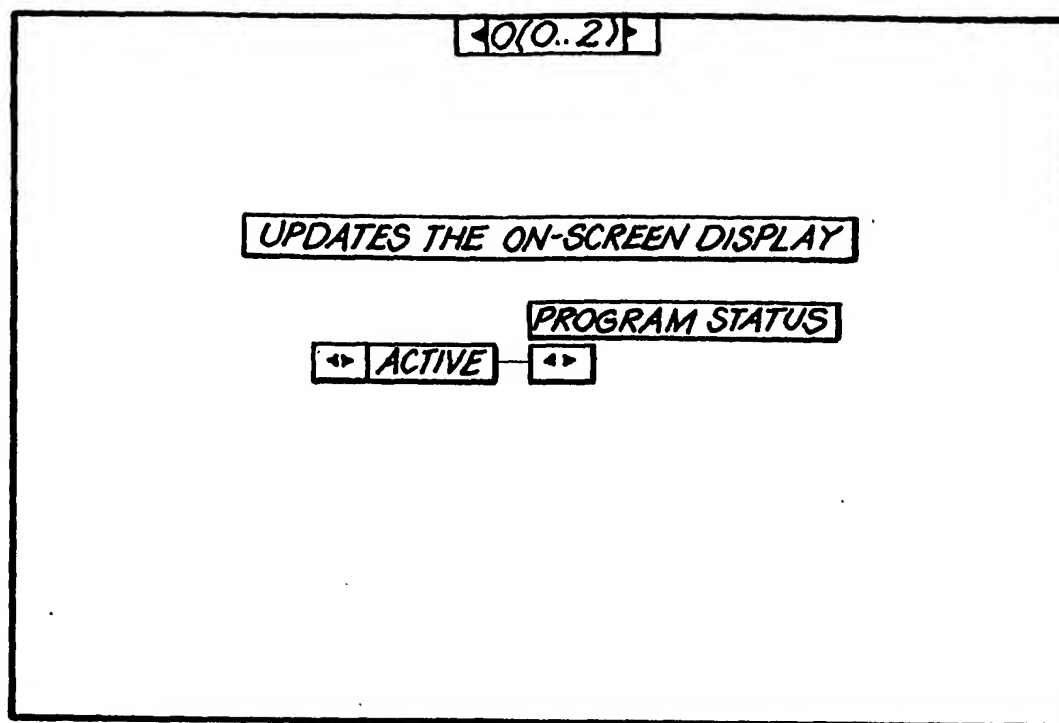 0(0..2)
UPDATES THE ON-SCREEN DISPLAY
PROGRAM STATUS
ACTIVE